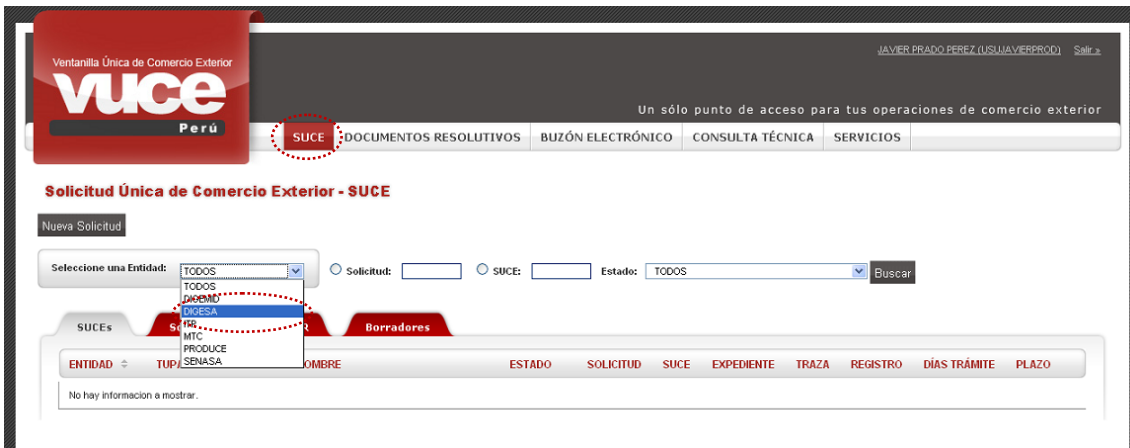 JAVIER PRADO PEREZ (USUJAVIERPROD) Salir »
Ventanilla Única de Comercio Exterior
vuce
Perú
Un sólo punto de acceso para tus operaciones de comercio exterior
SUCE DOCUMENTOS RESOLUTIVOS BUZÓN ELECTRÓNICO CONSULTA TÉCNICA SERVICIOS
Solicitud Única de Comercio Exterior - SUCE
Nueva Solicitud
Seleccione una Entidad: TODOS Solicitud: SUCE: Estado: TODOS Buscar
TODOS
DIGEMID
DIGESA
ITP
MTC
PRODUCE
SENASA
SUCEs Borradores
ENTIDAD ESTADO SOLICITUD SUCE EXPEDIENTE TRAZA REGISTRO DÍAS TRÁMITE PLAZO
No hay informacion a mostrar.